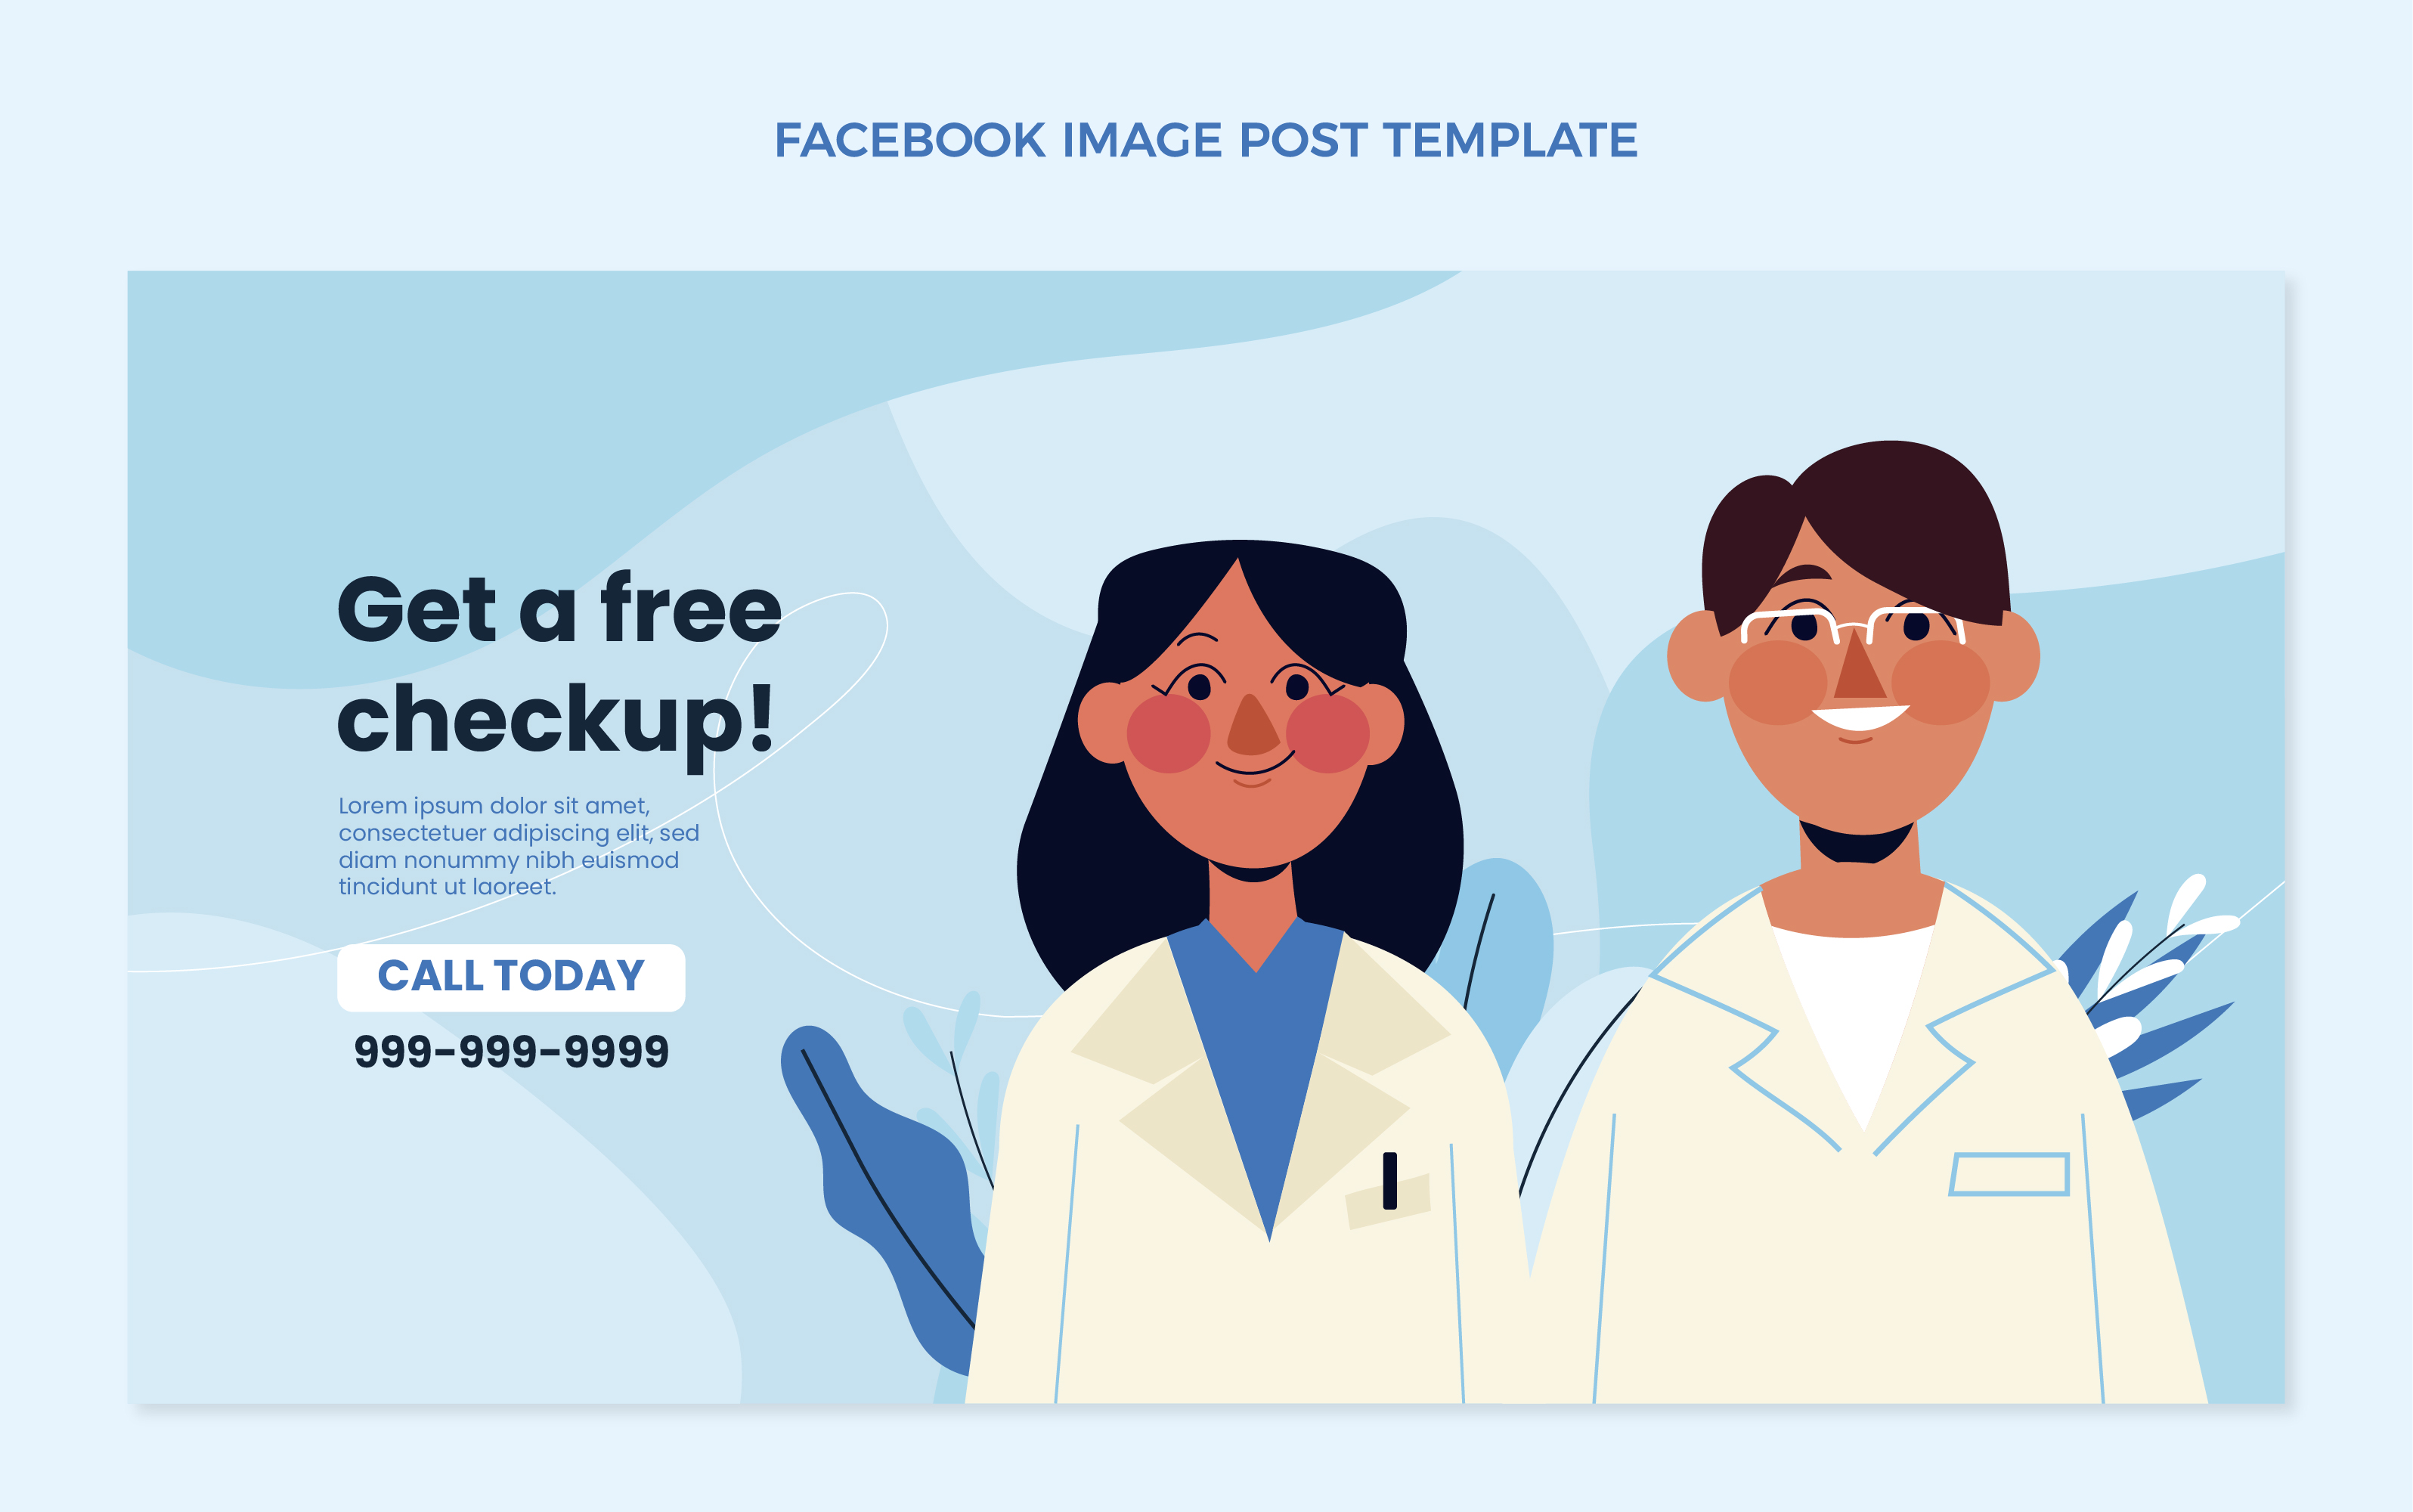 FACEBOOK IMAGE POST TEMPLATE
Get a free
checkup!
Lorem ipsum dolor sit amet,
consectetuer adipiscing elit, sed
diam nonummy nibh euismod
tincidunt ut laoreet.
CALL TODAY
999-999-9999